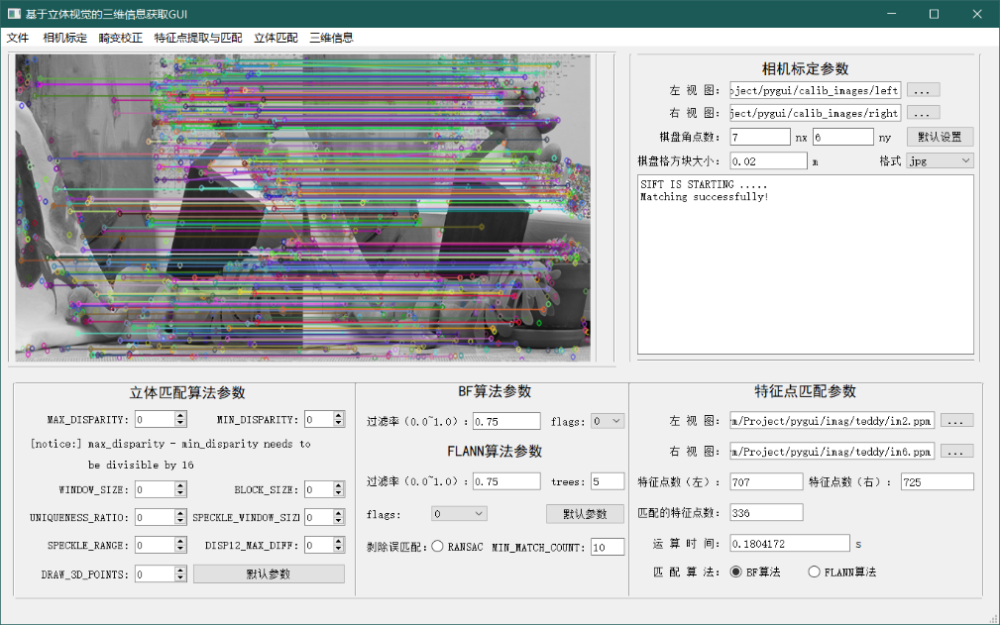 基于立体视觉的三维信息获取GUI
文件 相机标定 畸变校正 特征点提取与匹配 立体匹配 三维信息
相机标定参数
左 视 图: oject/pygui/calib_images/left ...
右 视 图: ject/pygui/calib_images/right ...
棋盘角点数: 7 nx 6 ny 默认设置
棋盘格方块大小: 0.02 m 格式 jpg
SIFT IS STARTING .....
Matching successfully!
立体匹配算法参数
MAX_DISPARITY: 0 MIN_DISPARITY: 0
[notice:] max_disparity - min_disparity needs to
be divisible by 16
WINDOW_SIZE: 0 BLOCK_SIZE: 0
UNIQUENESS_RATIO: 0 SPECKLE_WINDOW_SIZI 0
SPECKLE_RANGE: 0 DISP12_MAX_DIFF: 0
DRAW_3D_POINTS: 0 默认参数
BF算法参数
过滤率（0.0~1.0）: 0.75 flags: 0
FLANN算法参数
过滤率（0.0~1.0）: 0.75 trees: 5
flags: 0 默认参数
剔除误匹配: RANSAC MIN_MATCH_COUNT: 10
特征点匹配参数
左 视 图: m/Project/pygui/imag/teddy/im2.ppm ...
右 视 图: m/Project/pygui/imag/teddy/im6.ppm ...
特征点数（左）: 707 特征点数（右）: 725
匹配的特征点数: 336
运 算 时 间: 0.1804172 s
匹 配 算 法: BF算法 FLANN算法